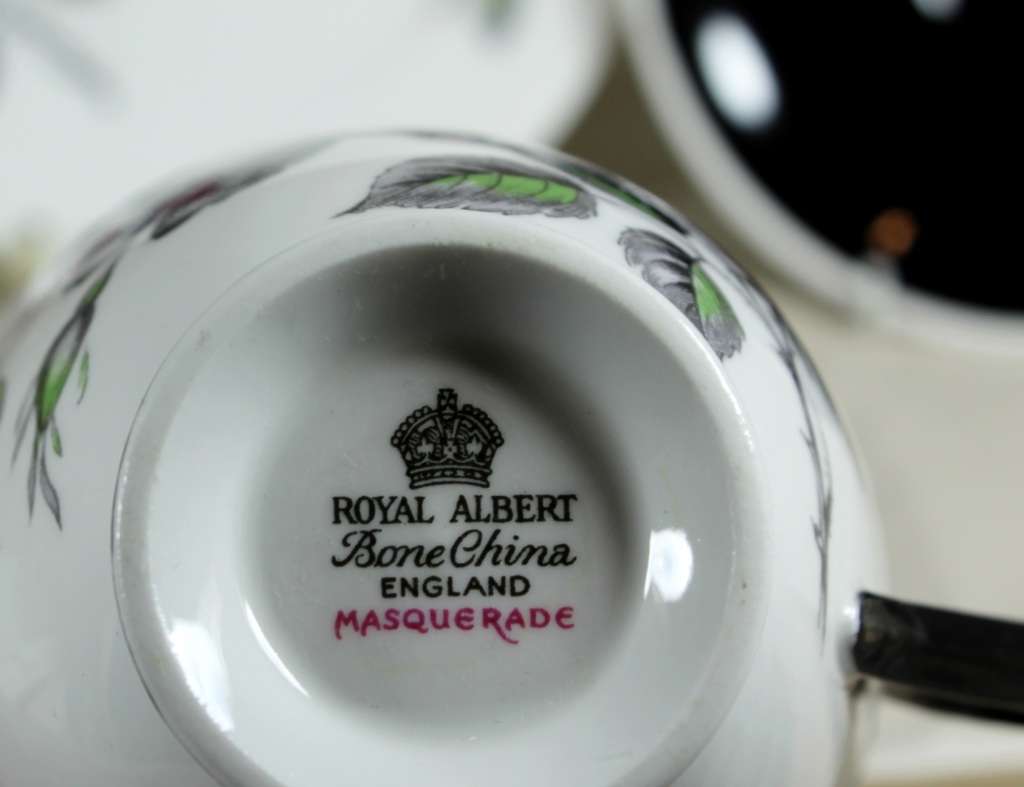 ROYAL ALBERT
Bone China
ENGLAND
MASQUERADE